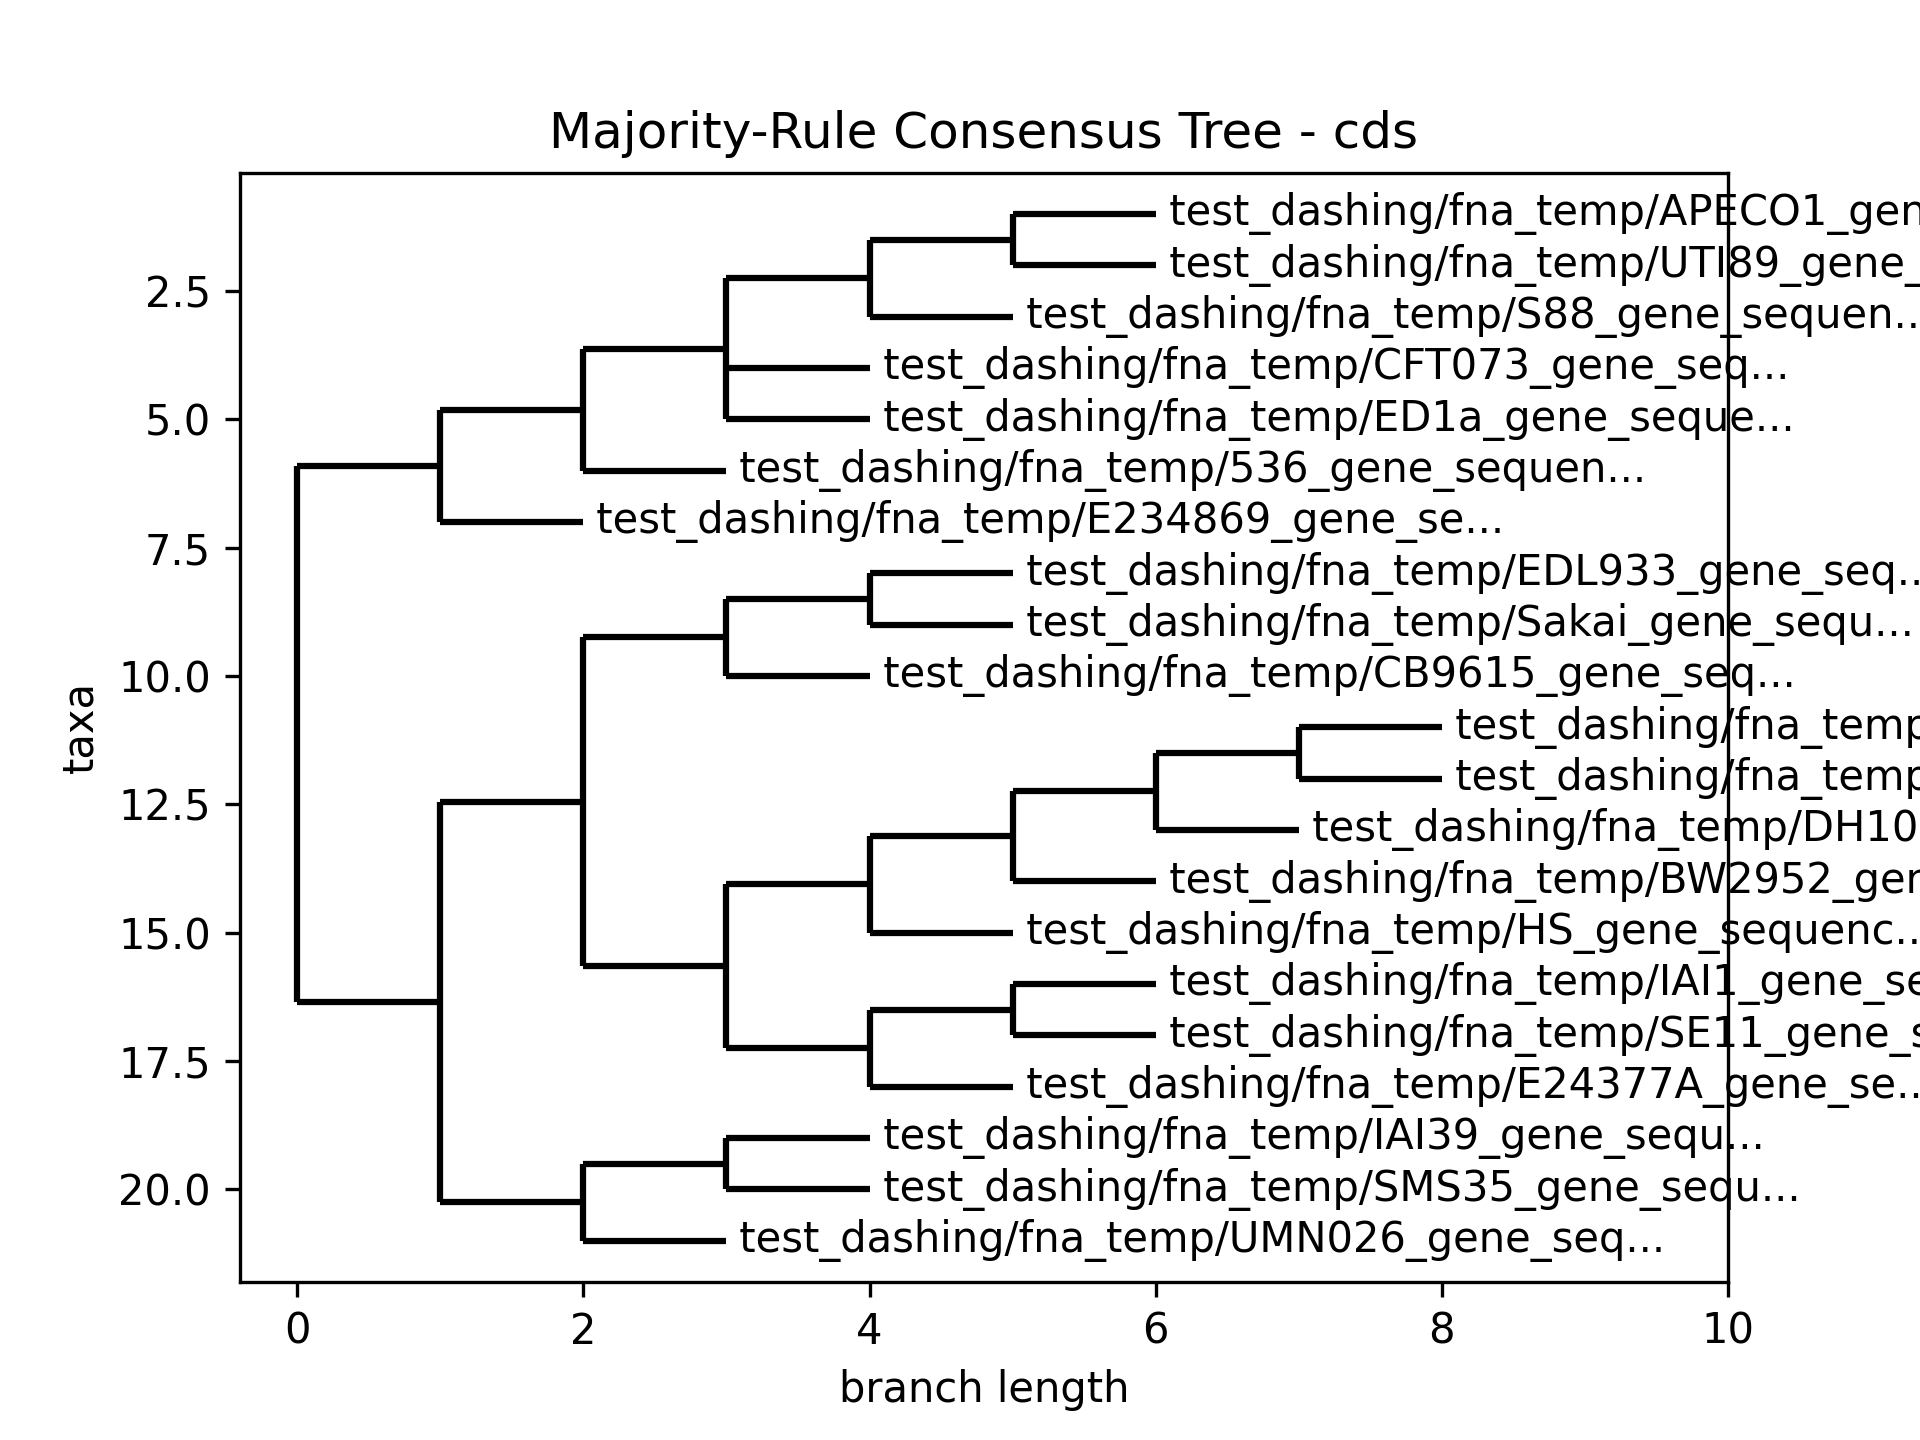 Majority-Rule Consensus Tree - cds
test_dashing/fna_temp/APECO1_gen
test_dashing/fna_temp/UTI89_gene_
test_dashing/fna_temp/S88_gene_sequen...
test_dashing/fna_temp/CFT073_gene_seq...
test_dashing/fna_temp/ED1a_gene_seque...
test_dashing/fna_temp/536_gene_sequen...
test_dashing/fna_temp/E234869_gene_se...
test_dashing/fna_temp/EDL933_gene_seq...
test_dashing/fna_temp/Sakai_gene_sequ...
test_dashing/fna_temp/CB9615_gene_seq...
test_dashing/fna_temp
test_dashing/fna_temp
test_dashing/fna_temp/DH10
test_dashing/fna_temp/BW2952_gen
test_dashing/fna_temp/HS_gene_sequenc...
test_dashing/fna_temp/IAI1_gene_se
test_dashing/fna_temp/SE11_gene_s
test_dashing/fna_temp/E24377A_gene_se...
test_dashing/fna_temp/IAI39_gene_sequ...
test_dashing/fna_temp/SMS35_gene_sequ...
test_dashing/fna_temp/UMN026_gene_seq...
2.5
5.0
7.5
10.0
12.5
15.0
17.5
20.0
taxa
0 2 4 6 8 10
branch length